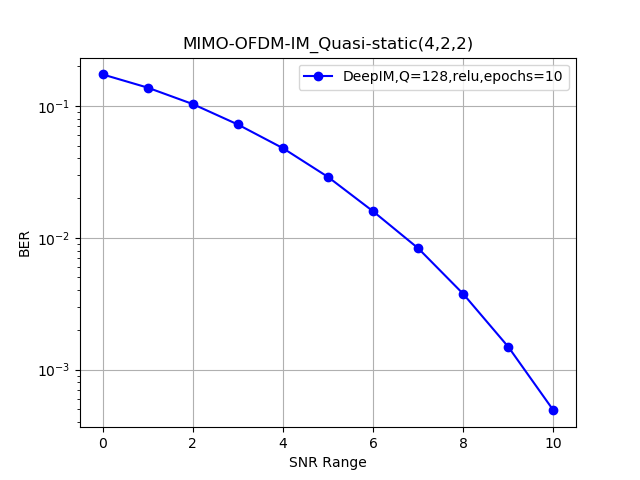 MIMO-OFDM-IM_Quasi-static(4,2,2)
DeepIM,Q=128,relu,epochs=10
10⁻¹
10⁻²
10⁻³
BER
0 2 4 6 8 10
SNR Range